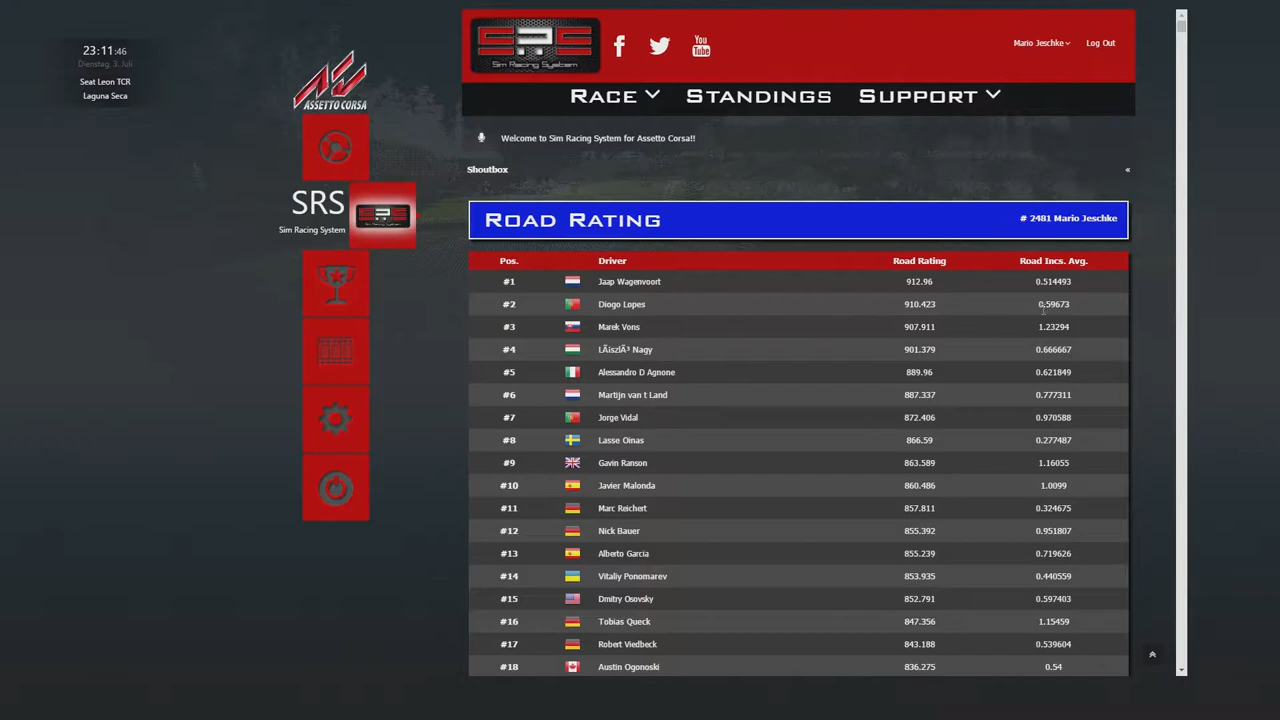 23:11:46
Dienstag, 3. Juli
Seat Leon TCR
Laguna Seca
ASSETTO CORSA
SRS
Sim Racing System
Sim Racing System
You Tube
Mario Jeschke
Log Out
RACE STANDINGS SUPPORT
Welcome to Sim Racing System for Assetto Corsa!!
Shoutbox «
ROAD RATING # 2481 Mario Jeschke
Pos. Driver Road Rating Road Incs. Avg.
#1 Jaap Wagenvoort 912.96 0.514493
#2 Diogo Lopes 910.423 0.59673
#3 Marek Vons 907.911 1.23294
#4 LÃ¡szlÃ³ Nagy 901.379 0.666667
#5 Alessandro D Agnone 889.96 0.621849
#6 Martijn van t Land 887.337 0.777311
#7 Jorge Vidal 872.406 0.970588
#8 Lasse Oinas 866.59 0.277487
#9 Gavin Ranson 863.589 1.16055
#10 Javier Malonda 860.486 1.0099
#11 Marc Reichert 857.811 0.324675
#12 Nick Bauer 855.392 0.951807
#13 Alberto Garcia 855.239 0.719626
#14 Vitaliy Ponomarev 853.935 0.440559
#15 Dmitry Osovsky 852.791 0.597403
#16 Tobias Queck 847.356 1.15459
#17 Robert Viedbeck 843.188 0.539604
#18 Austin Ogonoski 836.275 0.54